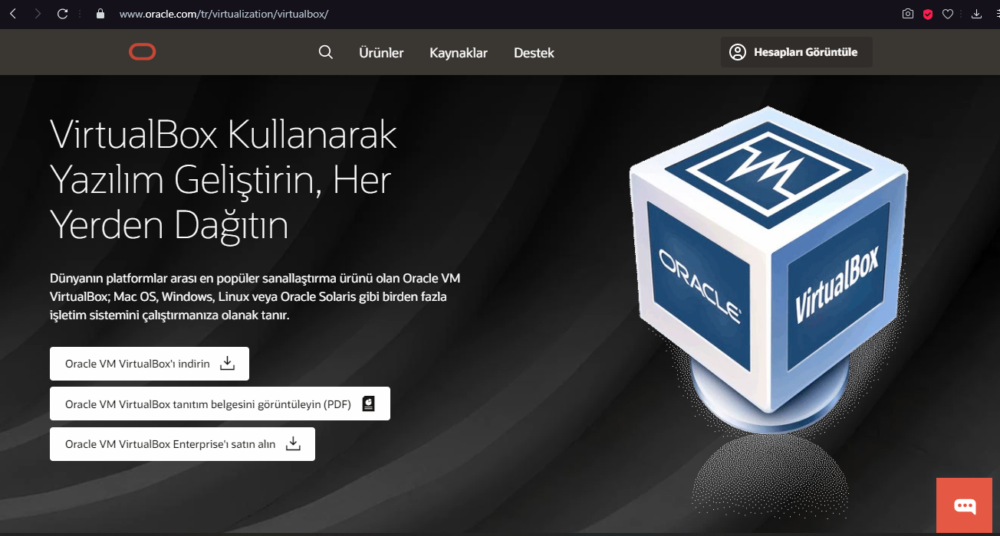 www.oracle.com/tr/virtualization/virtualbox/
Ürünler
Kaynaklar
Destek
Hesapları Görüntüle
VirtualBox Kullanarak
Yazılım Geliştirin, Her
Yerden Dağıtın
Dünyanın platformlar arası en popüler sanallaştırma ürünü olan Oracle VM
VirtualBox; Mac OS, Windows, Linux veya Oracle Solaris gibi birden fazla
işletim sistemini çalıştırmanıza olanak tanır.
Oracle VM VirtualBox'ı indirin
Oracle VM VirtualBox tanıtım belgesini görüntüleyin (PDF)
Oracle VM VirtualBox Enterprise'ı satın alın
ORACLE
VirtualBox